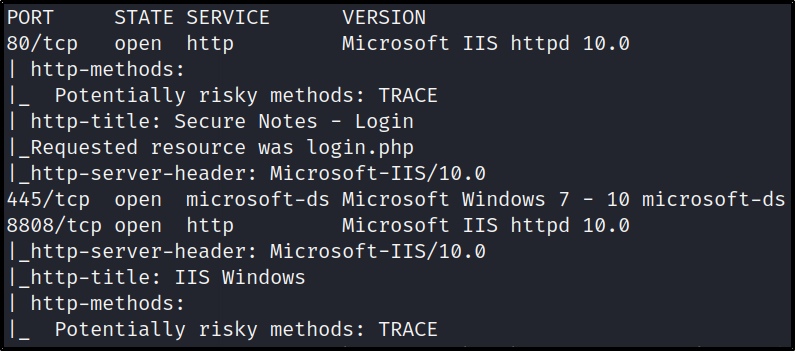 PORT     STATE SERVICE      VERSION
80/tcp   open  http         Microsoft IIS httpd 10.0
| http-methods:
|_  Potentially risky methods: TRACE
| http-title: Secure Notes - Login
|_Requested resource was login.php
|_http-server-header: Microsoft-IIS/10.0
445/tcp  open  microsoft-ds Microsoft Windows 7 - 10 microsoft-ds
8808/tcp open  http         Microsoft IIS httpd 10.0
|_http-server-header: Microsoft-IIS/10.0
|_http-title: IIS Windows
| http-methods:
|_  Potentially risky methods: TRACE